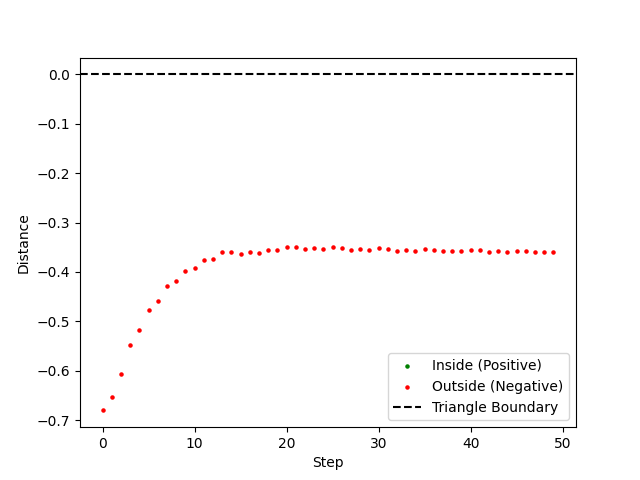 0.0
−0.1
−0.2
−0.3
−0.4
−0.5
−0.6
−0.7
Distance
0 10 20 30 40 50
Step
Inside (Positive)
Outside (Negative)
Triangle Boundary